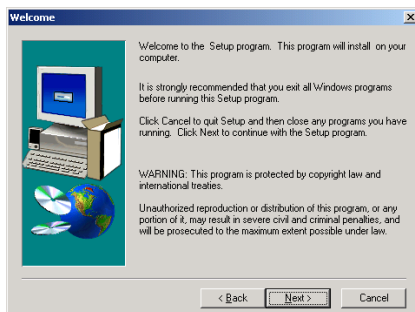 Welcome
Welcome to the Setup program. This program will install on your
computer.
It is strongly recommended that you exit all Windows programs
before running this Setup program.
Click Cancel to quit Setup and then close any programs you have
running. Click Next to continue with the Setup program.
WARNING: This program is protected by copyright law and
international treaties.
Unauthorized reproduction or distribution of this program, or any
portion of it, may result in severe civil and criminal penalties, and
will be prosecuted to the maximum extent possible under law.
< Back Next > Cancel